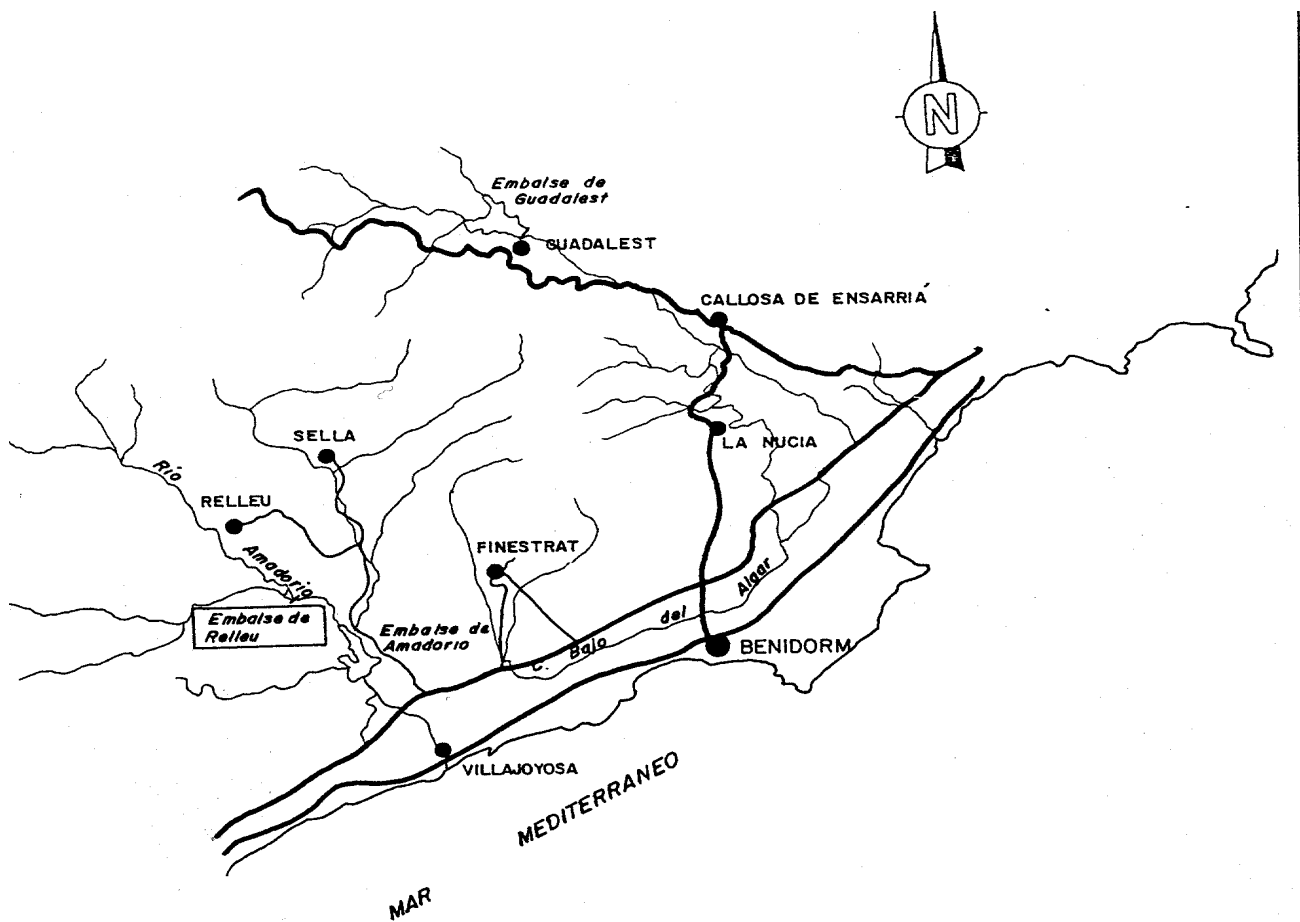 N
Embalse de
Guadalest
GUADALEST
CALLOSA DE ENSARRIÁ
SELLA
LA NUCIA
Río
RELLEU
Amadorio
FINESTRAT
Embalse de
Relleu
Embalse de
Amadorio
C. Bajo del Algar
BENIDORM
VILLAJOYOSA
MAR MEDITERRANEO